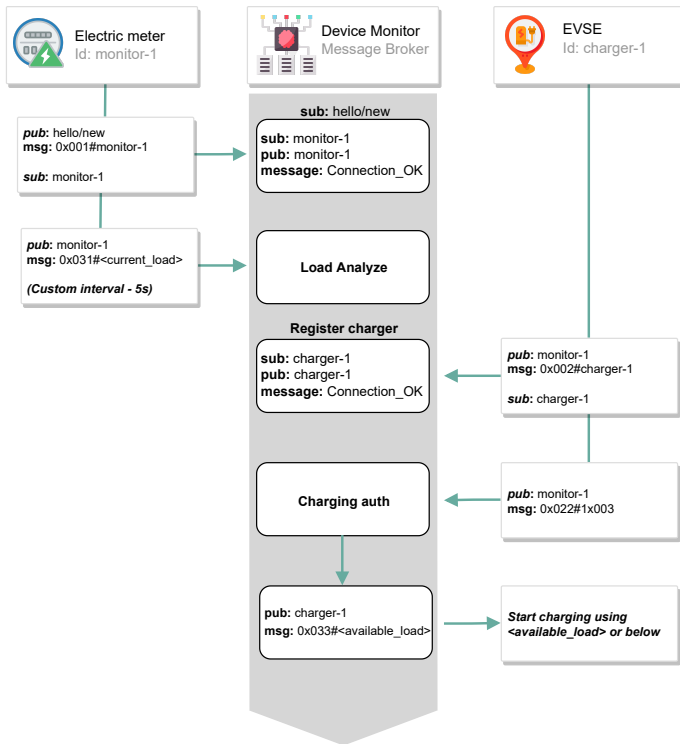 Electric meter
Id: monitor-1
Device Monitor
Message Broker
EVSE
Id: charger-1
sub: hello/new
pub: hello/new
msg: 0x001#monitor-1
sub: monitor-1
sub: monitor-1
pub: monitor-1
message: Connection_OK
pub: monitor-1
msg: 0x031#<current_load>
(Custom interval - 5s)
Load Analyze
Register charger
sub: charger-1
pub: charger-1
message: Connection_OK
pub: monitor-1
msg: 0x002#charger-1
sub: charger-1
Charging auth
pub: monitor-1
msg: 0x022#1x003
pub: charger-1
msg: 0x033#<available_load>
Start charging using
<available_load> or below